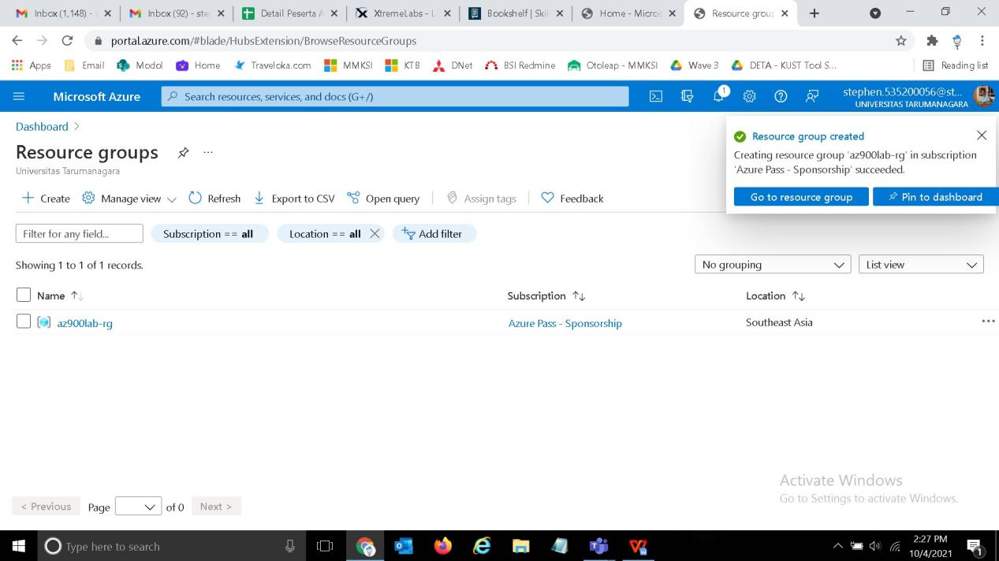 Inbox (1,148) -
Inbox (92) - ste
Detail Peserta A
XtremeLabs - L
Bookshelf | Skil
Home - Micros
Resource grou
portal.azure.com/#blade/HubsExtension/BrowseResourceGroups
Apps Email Modol Home Traveloka.com MMKSI KTB DNet BSI Redmine Otoleap - MMKSI Wave 3 DETA - KUST Tool S... Reading list
Microsoft Azure
Search resources, services, and docs (G+/)
1
stephen.535200056@st...
UNIVERSITAS TARUMANAGARA
Dashboard >
Resource groups ...
Universitas Tarumanagara
Resource group created
Creating resource group 'az900lab-rg' in subscription
'Azure Pass - Sponsorship' succeeded.
Go to resource group Pin to dashboard
+ Create Manage view Refresh Export to CSV Open query Assign tags Feedback
Filter for any field... Subscription == all Location == all Add filter
Showing 1 to 1 of 1 records.
No grouping List view
Name Subscription Location
az900lab-rg Azure Pass - Sponsorship Southeast Asia ...
Activate Windows
Go to Settings to activate Windows.
< Previous Page of 0 Next >
Type here to search
2:27 PM
10/4/2021
1